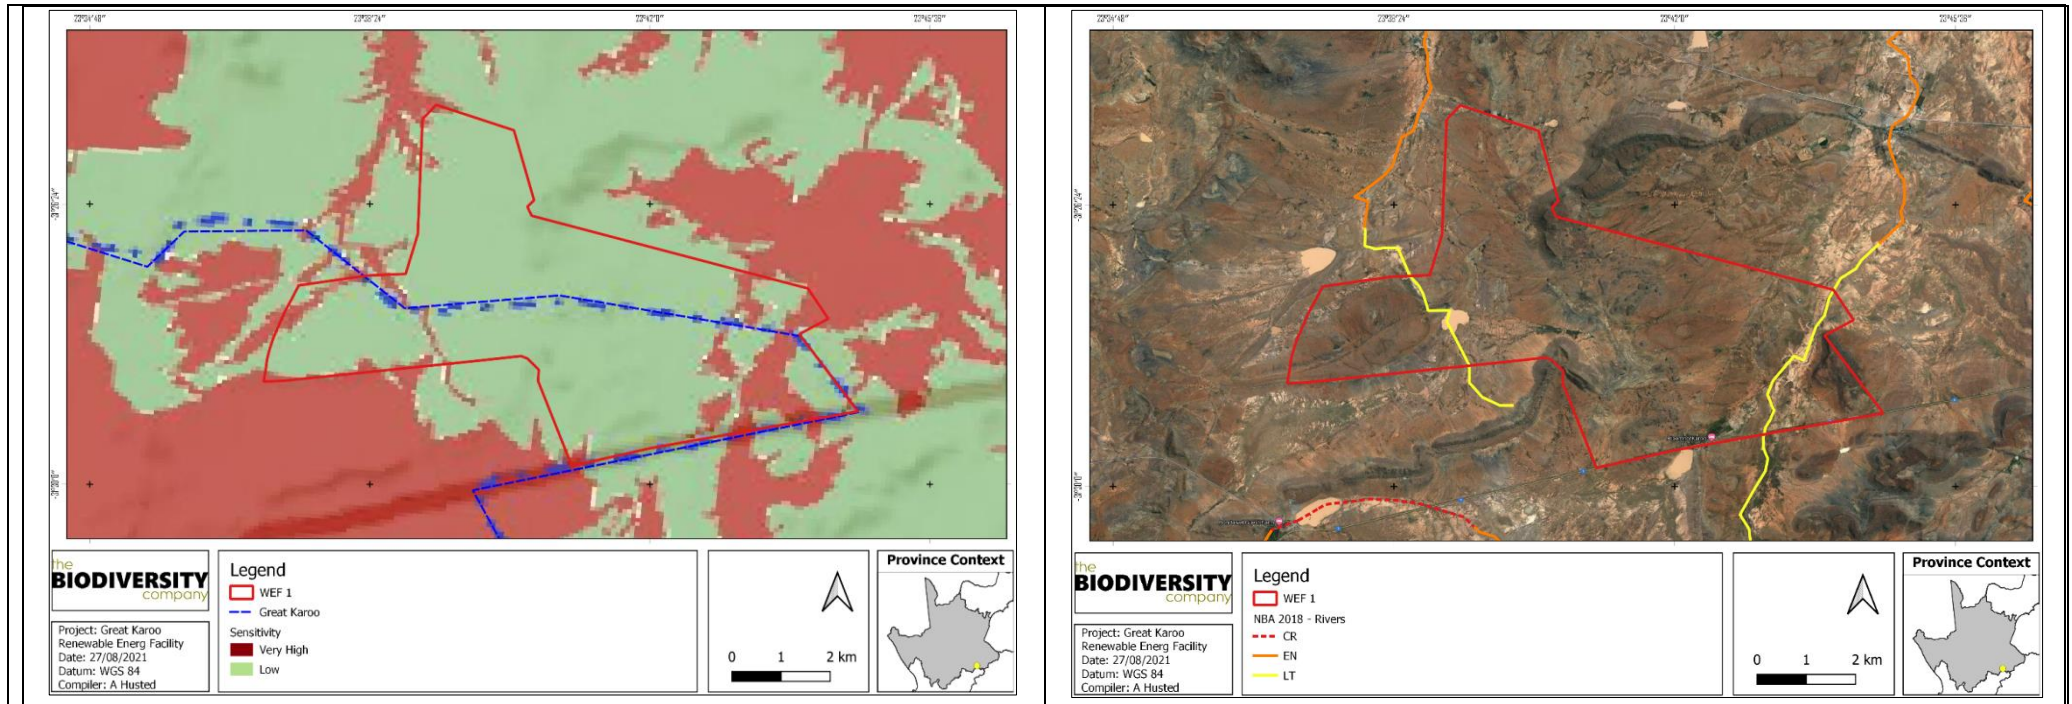 the
BIODIVERSITY
company
Project: Great Karoo
Renewable Energ Facility
Date: 27/08/2021
Datum: WGS 84
Compiler: A Husted
Legend
WEF 1
Great Karoo
Sensitivity
Very High
Low
0 1 2 km
Province Context
the
BIODIVERSITY
company
Project: Great Karoo
Renewable Energ Facility
Date: 27/08/2021
Datum: WGS 84
Compiler: A Husted
Legend
WEF 1
NBA 2018 - Rivers
CR
EN
LT
0 1 2 km
Province Context